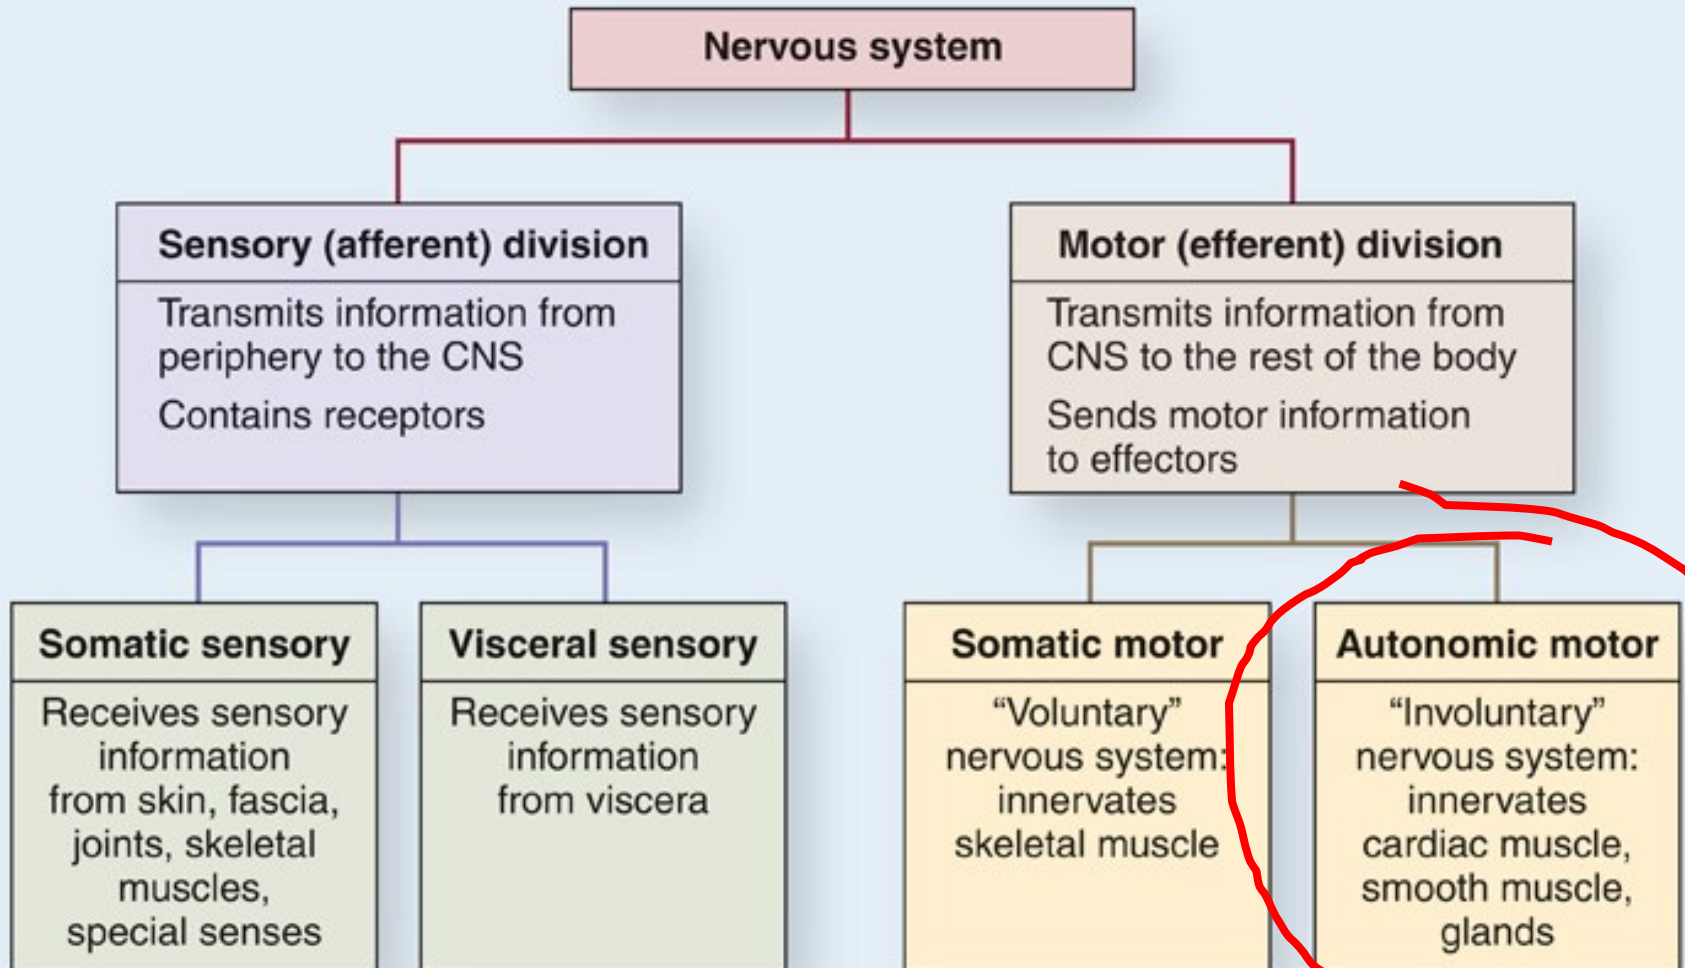 Nervous system
Sensory (afferent) division
Transmits information from
periphery to the CNS
Contains receptors
Motor (efferent) division
Transmits information from
CNS to the rest of the body
Sends motor information
to effectors
Somatic sensory
Receives sensory
information
from skin, fascia,
joints, skeletal
muscles,
special senses
Visceral sensory
Receives sensory
information
from viscera
Somatic motor
“Voluntary”
nervous system:
innervates
skeletal muscle
Autonomic motor
“Involuntary”
nervous system:
innervates
cardiac muscle,
smooth muscle,
glands